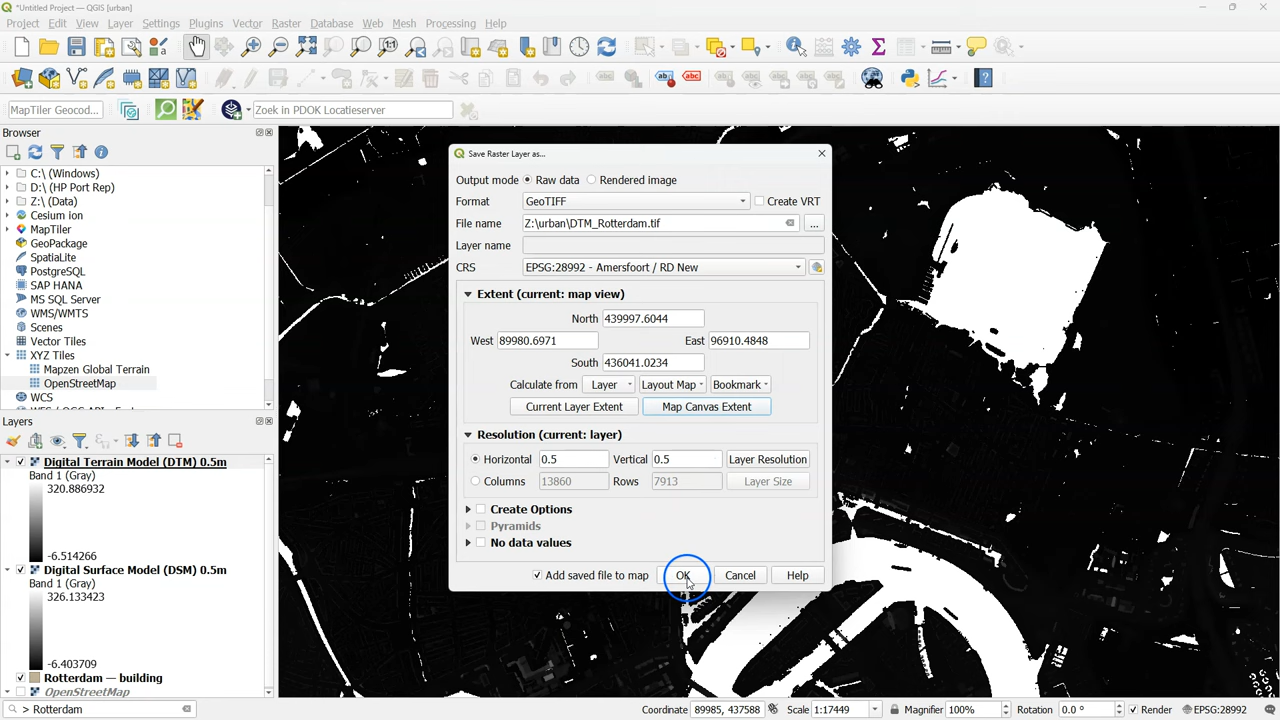 *Untitled Project — QGIS [urban]
Project Edit View Layer Settings Plugins Vector Raster Database Web Mesh Processing Help
MapTiler Geocod... Zoek in PDOK Locatieserver
Browser
C:\ (Windows)
D:\ (HP Port Rep)
Z:\ (Data)
Cesium ion
MapTiler
GeoPackage
SpatiaLite
PostgreSQL
SAP HANA
MS SQL Server
WMS/WMTS
Scenes
Vector Tiles
XYZ Tiles
Mapzen Global Terrain
OpenStreetMap
WCS
Layers
Digital Terrain Model (DTM) 0.5m
Band 1 (Gray)
320.886932
-6.514266
Digital Surface Model (DSM) 0.5m
Band 1 (Gray)
326.133423
-6.403709
Rotterdam — building
OpenStreetMap
Save Raster Layer as...
Output mode Raw data Rendered image
Format GeoTIFF Create VRT
File name Z:\urban\DTM_Rotterdam.tif ...
Layer name
CRS EPSG:28992 - Amersfoort / RD New
Extent (current: map view)
North 439997.6044
West 89980.6971 East 96910.4848
South 436041.0234
Calculate from Layer Layout Map Bookmark
Current Layer Extent Map Canvas Extent
Resolution (current: layer)
Horizontal 0.5 Vertical 0.5 Layer Resolution
Columns 13860 Rows 7913 Layer Size
Create Options
Pyramids
No data values
Add saved file to map OK Cancel Help
> Rotterdam Coordinate 89985, 437588 Scale 1:17449 Magnifier 100% Rotation 0.0 ° Render EPSG:28992